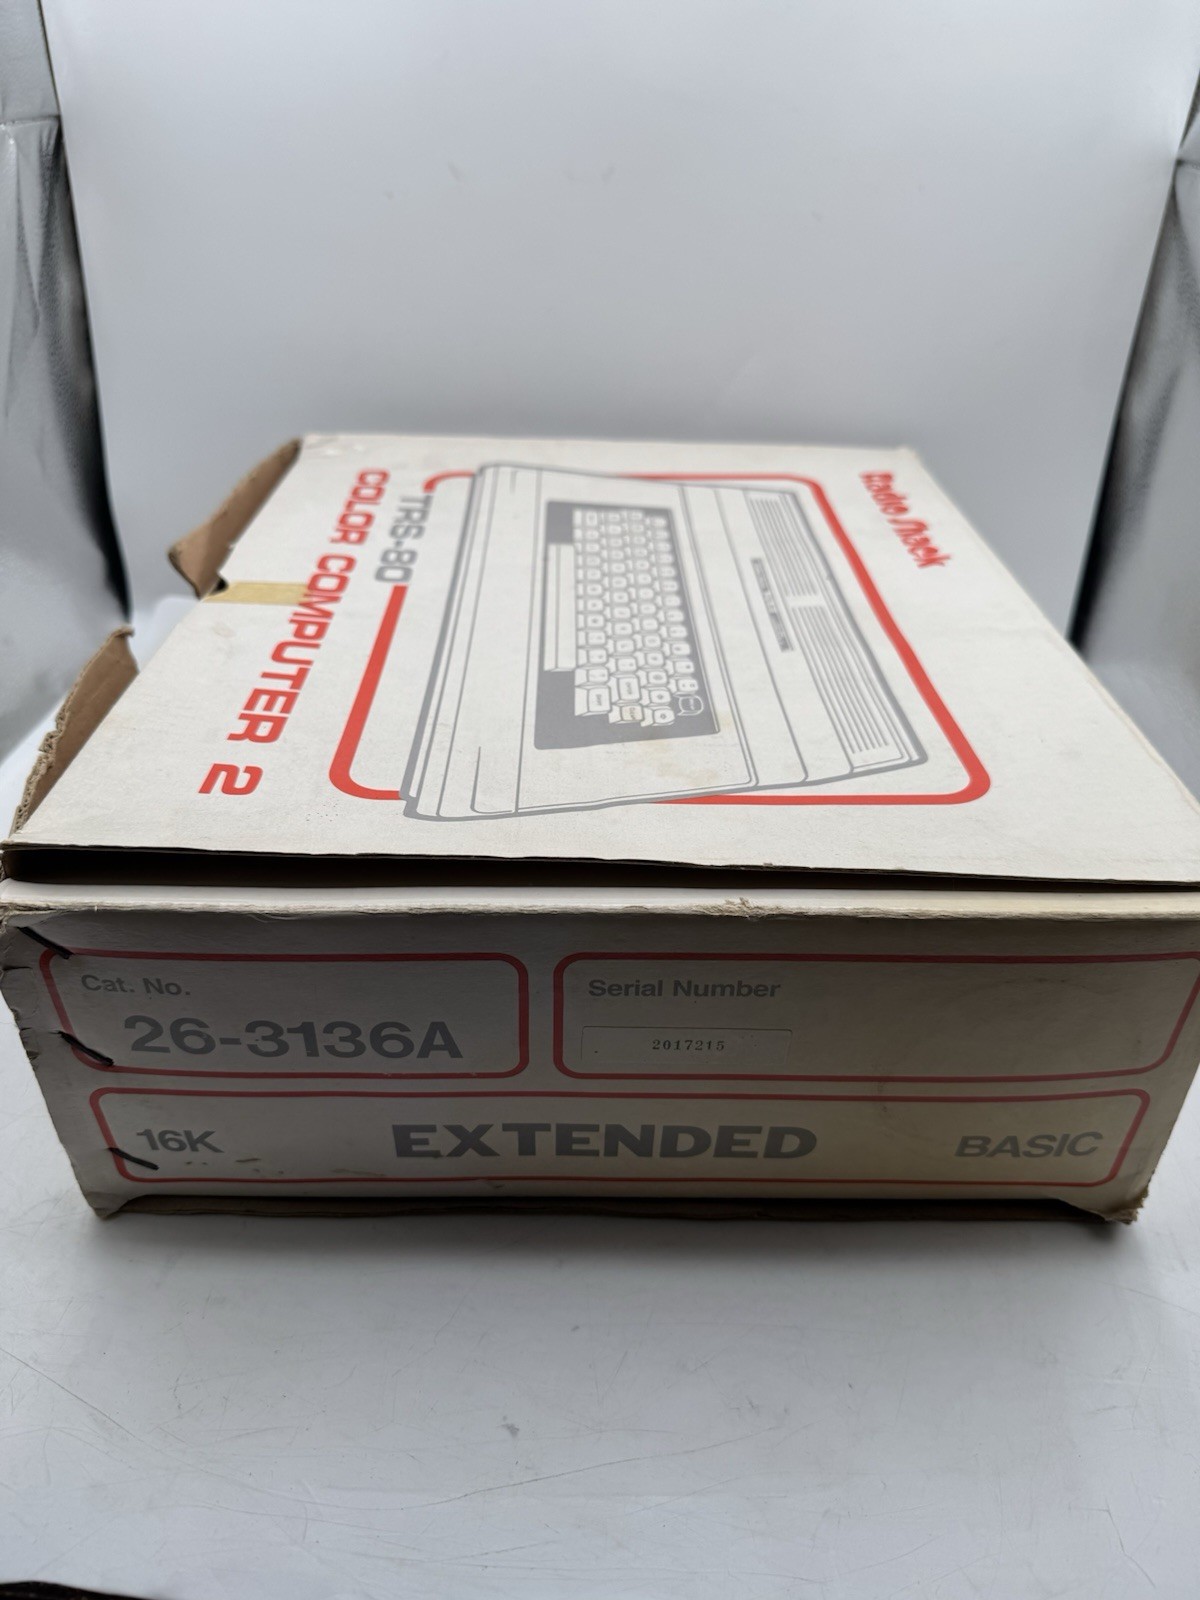 Radio Shack
TRS-80
COLOR COMPUTER 2
Cat. No.
26-3136A
Serial Number
2017215
16K EXTENDED BASIC